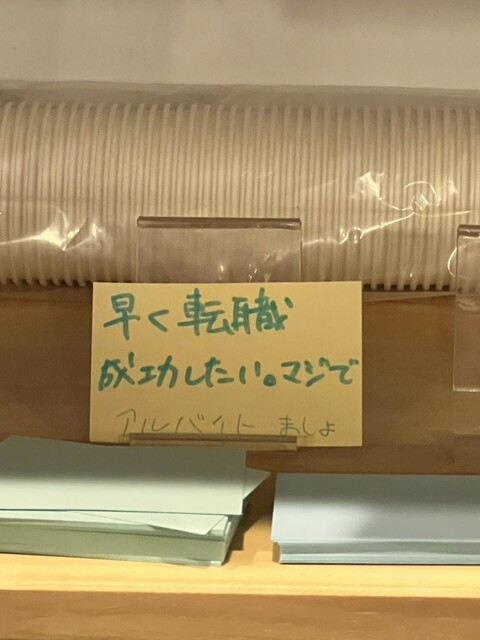 早く転職
成功したい。マジで
アルバイト ましょ